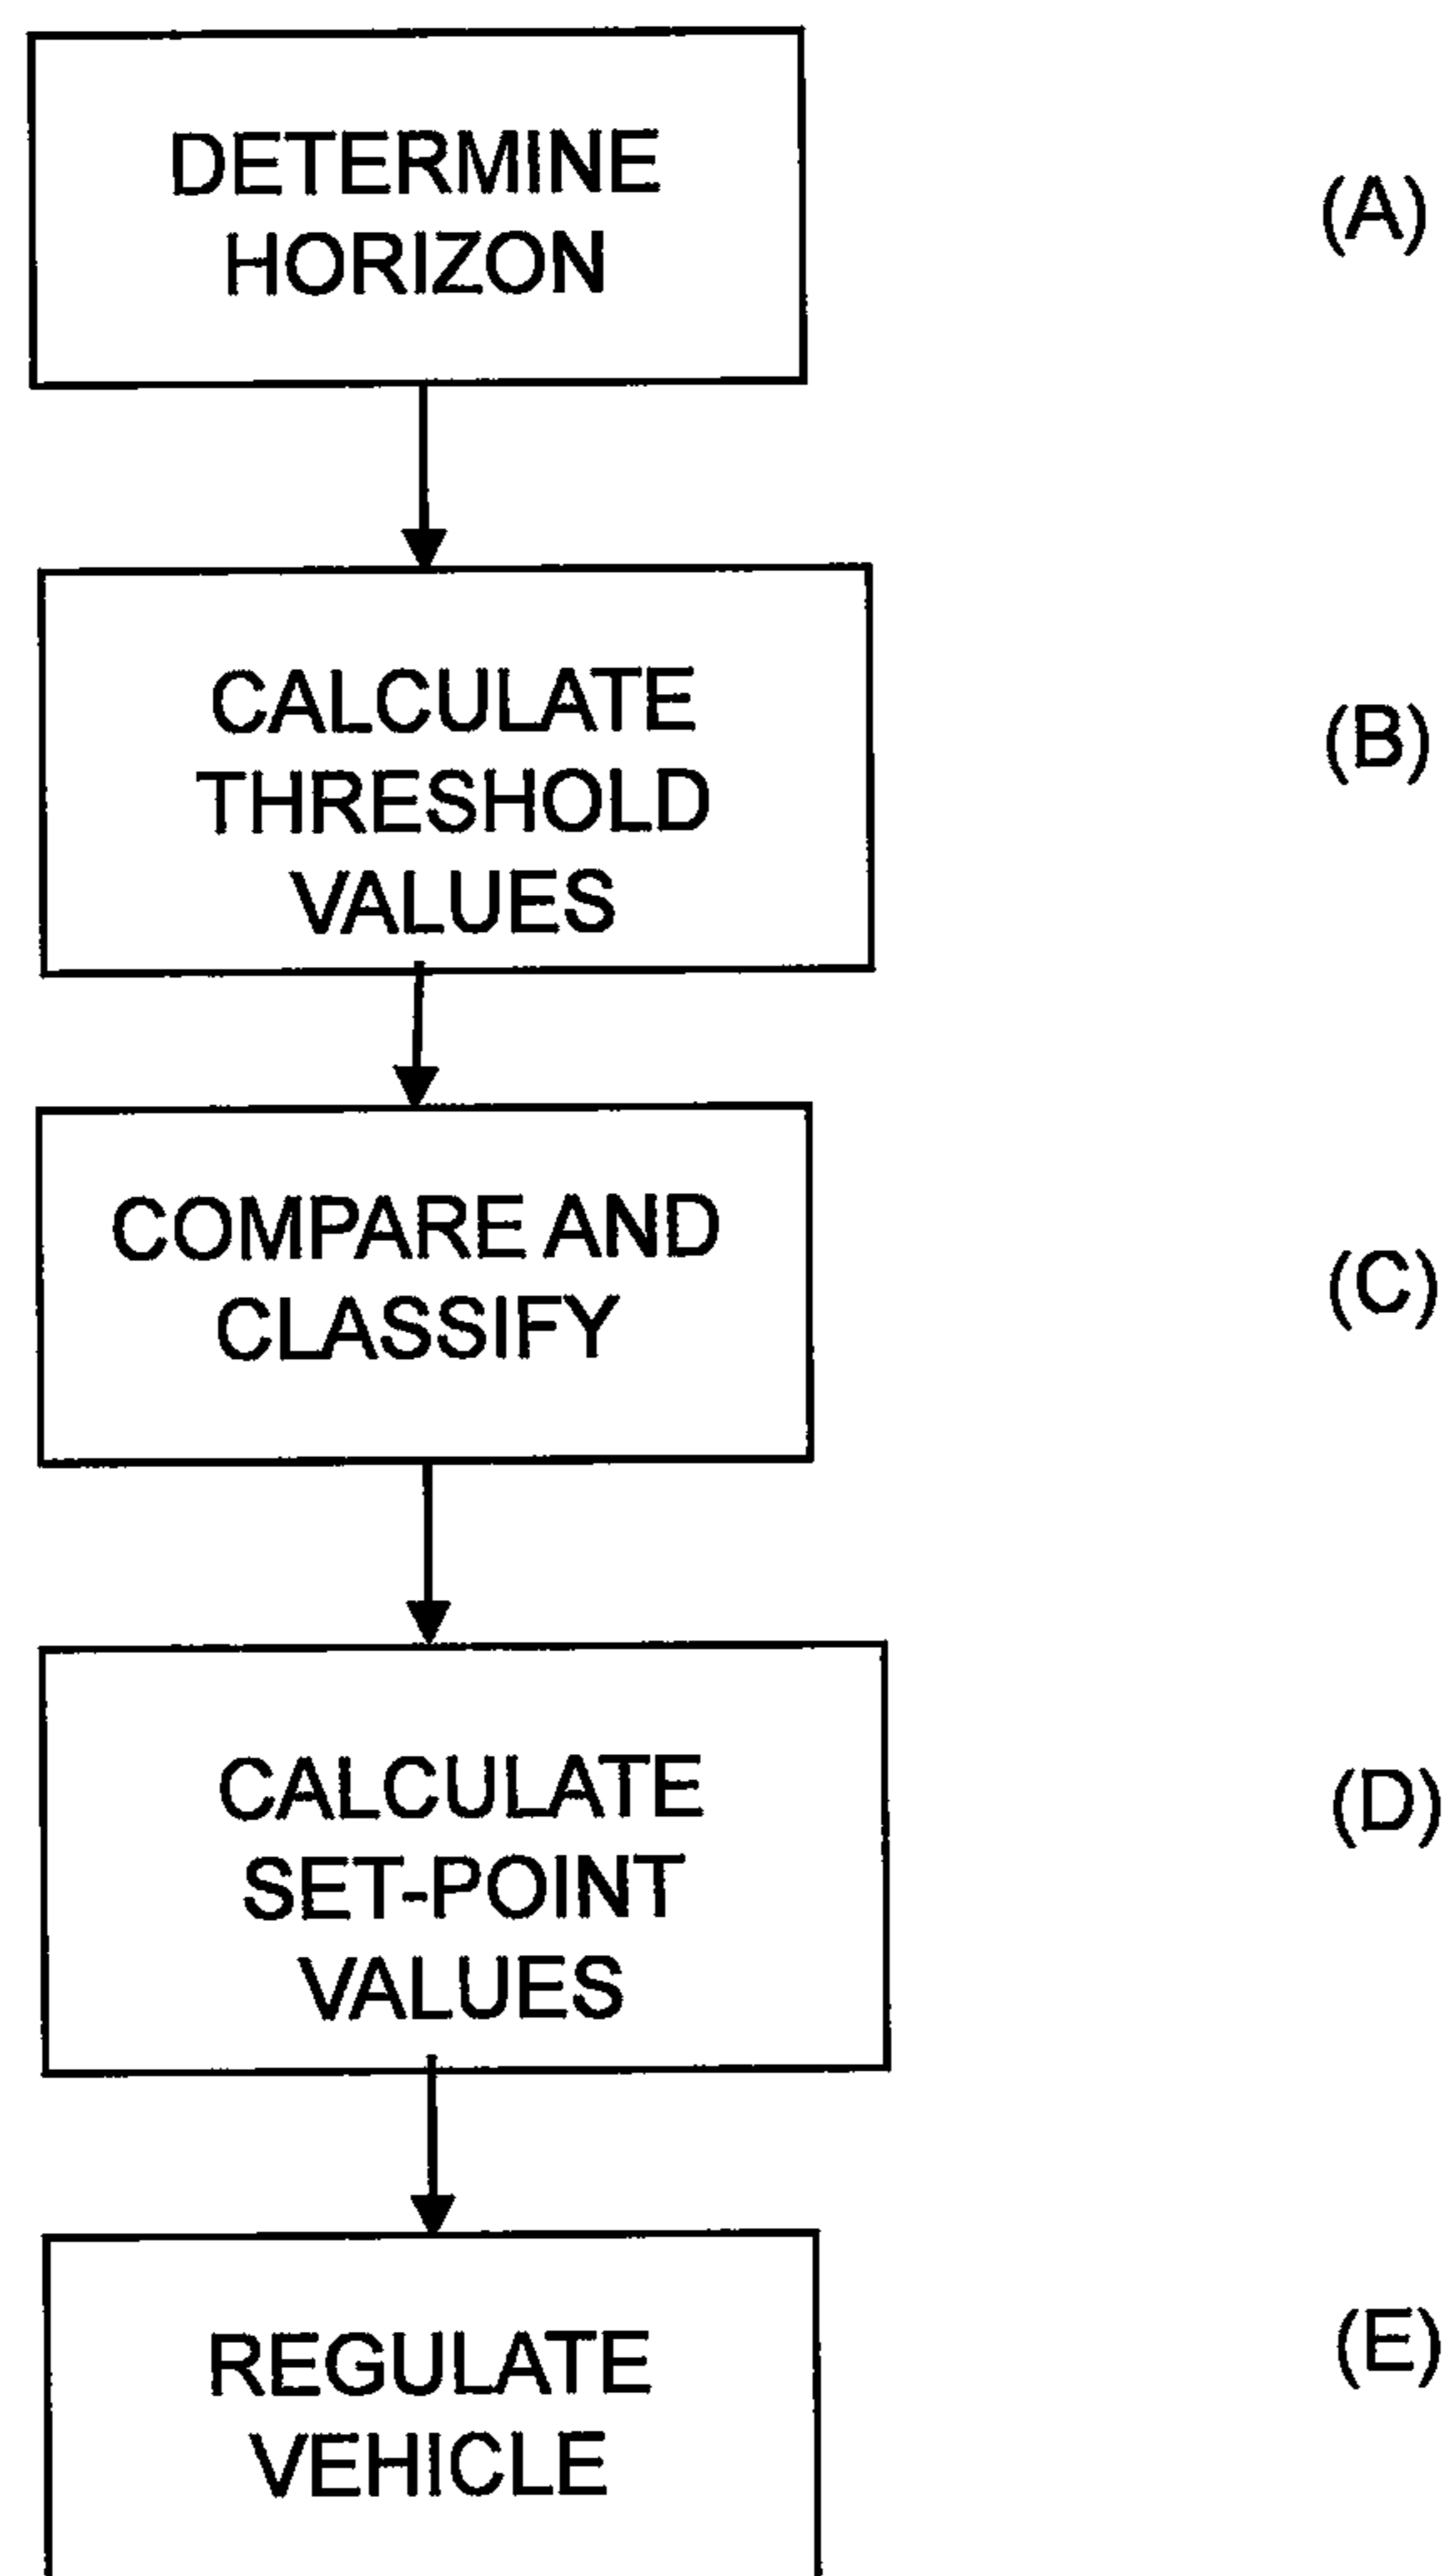 DETERMINE
HORIZON
(A)
CALCULATE
THRESHOLD
VALUES
(B)
COMPARE AND
CLASSIFY
(C)
CALCULATE
SET-POINT
VALUES
(D)
REGULATE
VEHICLE
(E)